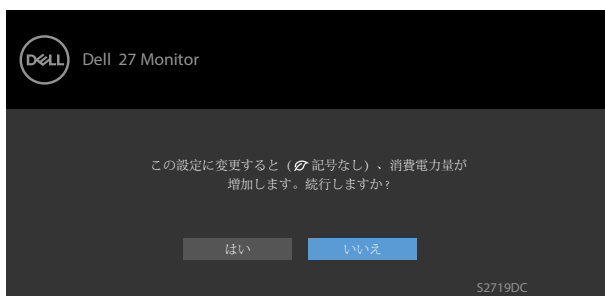 DELL
Dell 27 Monitor
この設定に変更すると(記号なし)、消費電力量が
増加します。続行しますか?
はい
いいえ
S2719DC